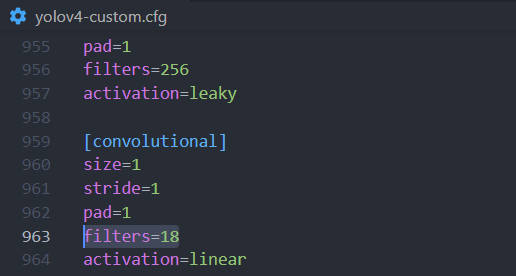 yolov4-custom.cfg
955 pad=1
956 filters=256
957 activation=leaky
958
959 [convolutional]
960 size=1
961 stride=1
962 pad=1
963 filters=18
964 activation=linear